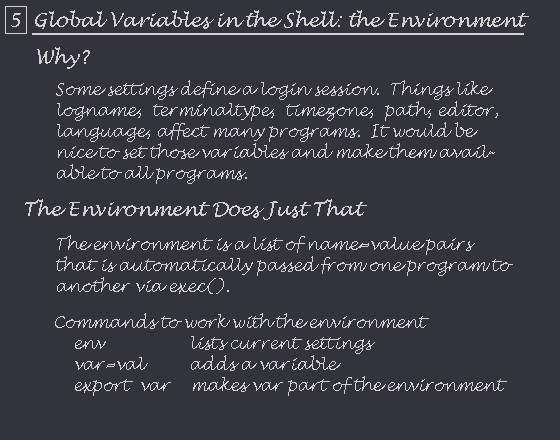 5 Global Variables in the Shell: the Environment
Why?
Some settings define a login session. Things like
logname, terminaltype, timezone, path, editor,
language, affect many programs. It would be
nice to set those variables and make them avail-
able to all programs.
The Environment Does Just That
The environment is a list of name=value pairs
that is automatically passed from one program to
another via exec().
Commands to work with the environment
env lists current settings
var=val adds a variable
export var makes var part of the environment